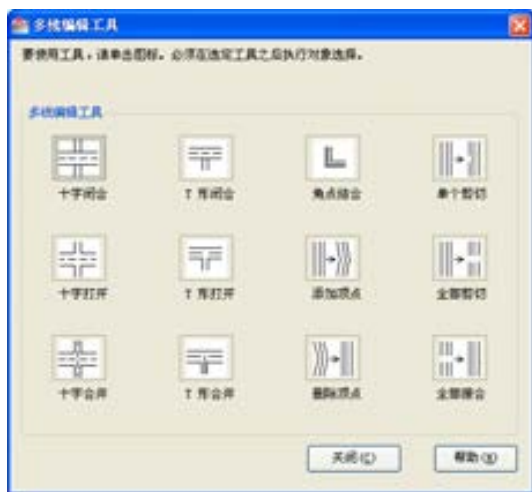 多线编辑工具
要使用工具，请单击图标。必须在选定工具之后执行对象选择。
多线编辑工具
十字闭合 T 形闭合 角点结合 单个剪切
十字打开 T 形打开 添加顶点 全部剪切
十字合并 T 形合并 删除顶点 全部接合
关闭(C) 帮助(H)